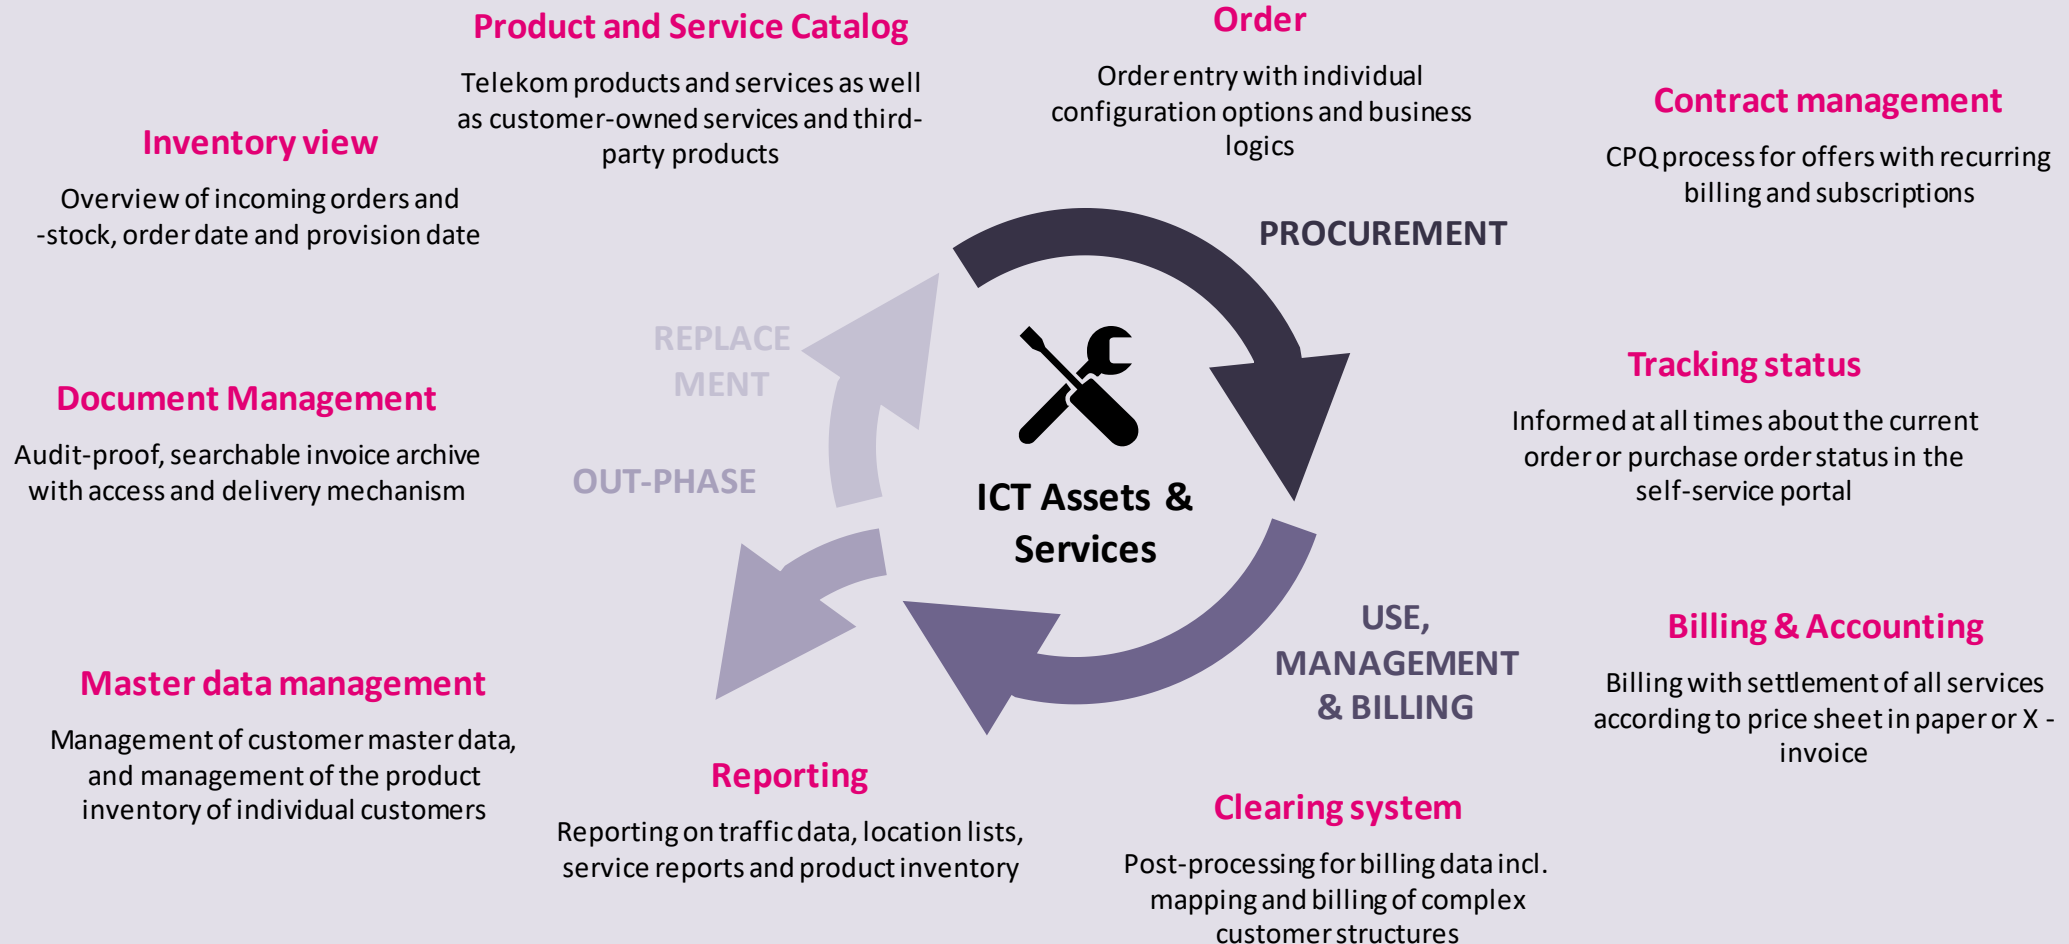 Product and Service Catalog
Telekom products and services as well
as customer-owned services and third-
party products
Order
Order entry with individual
configuration options and business
logics
Contract management
CPQ process for offers with recurring
billing and subscriptions
Inventory view
Overview of incoming orders and
-stock, order date and provision date
PROCUREMENT
REPLACE
MENT
Tracking status
Informed at all times about the current
order or purchase order status in the
self-service portal
Document Management
Audit-proof, searchable invoice archive
with access and delivery mechanism
OUT-PHASE
ICT Assets &
Services
USE,
MANAGEMENT
& BILLING
Billing & Accounting
Billing with settlement of all services
according to price sheet in paper or X -
invoice
Master data management
Management of customer master data,
and management of the product
inventory of individual customers
Reporting
Reporting on traffic data, location lists,
service reports and product inventory
Clearing system
Post-processing for billing data incl.
mapping and billing of complex
customer structures